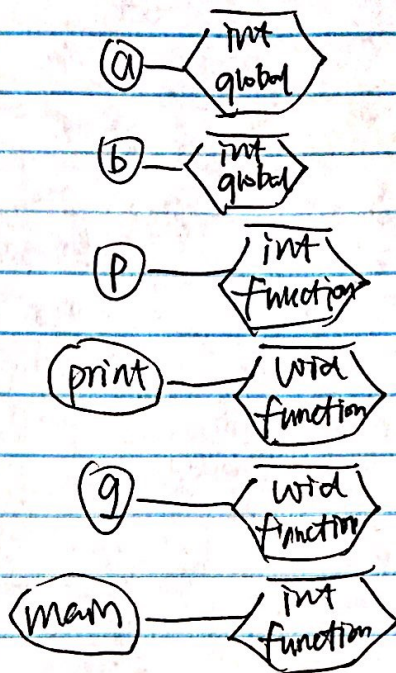 a int
global
b int
global
p int
function
print void
function
g void
function
main int
function